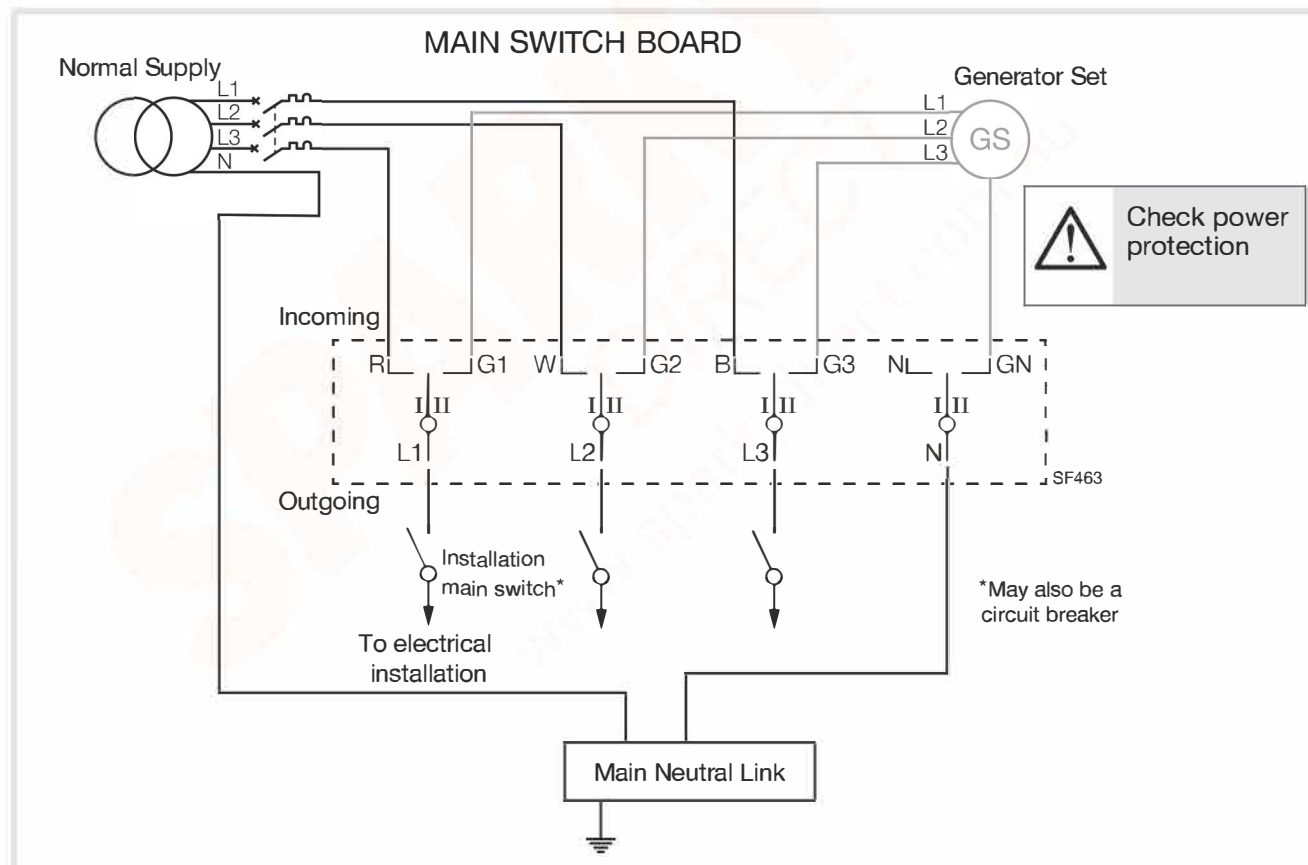 MAIN SWITCH BOARD
Normal Supply
Generator Set
L1
L2
L3
N
L1
L2
L3
GS
Check power
protection
Incoming
R G1 W G2 B G3 N GN
I II I II I II I II
L1 L2 L3 N
SF463
Outgoing
Installation
main switch*
*May also be a
circuit breaker
To electrical
installation
Main Neutral Link